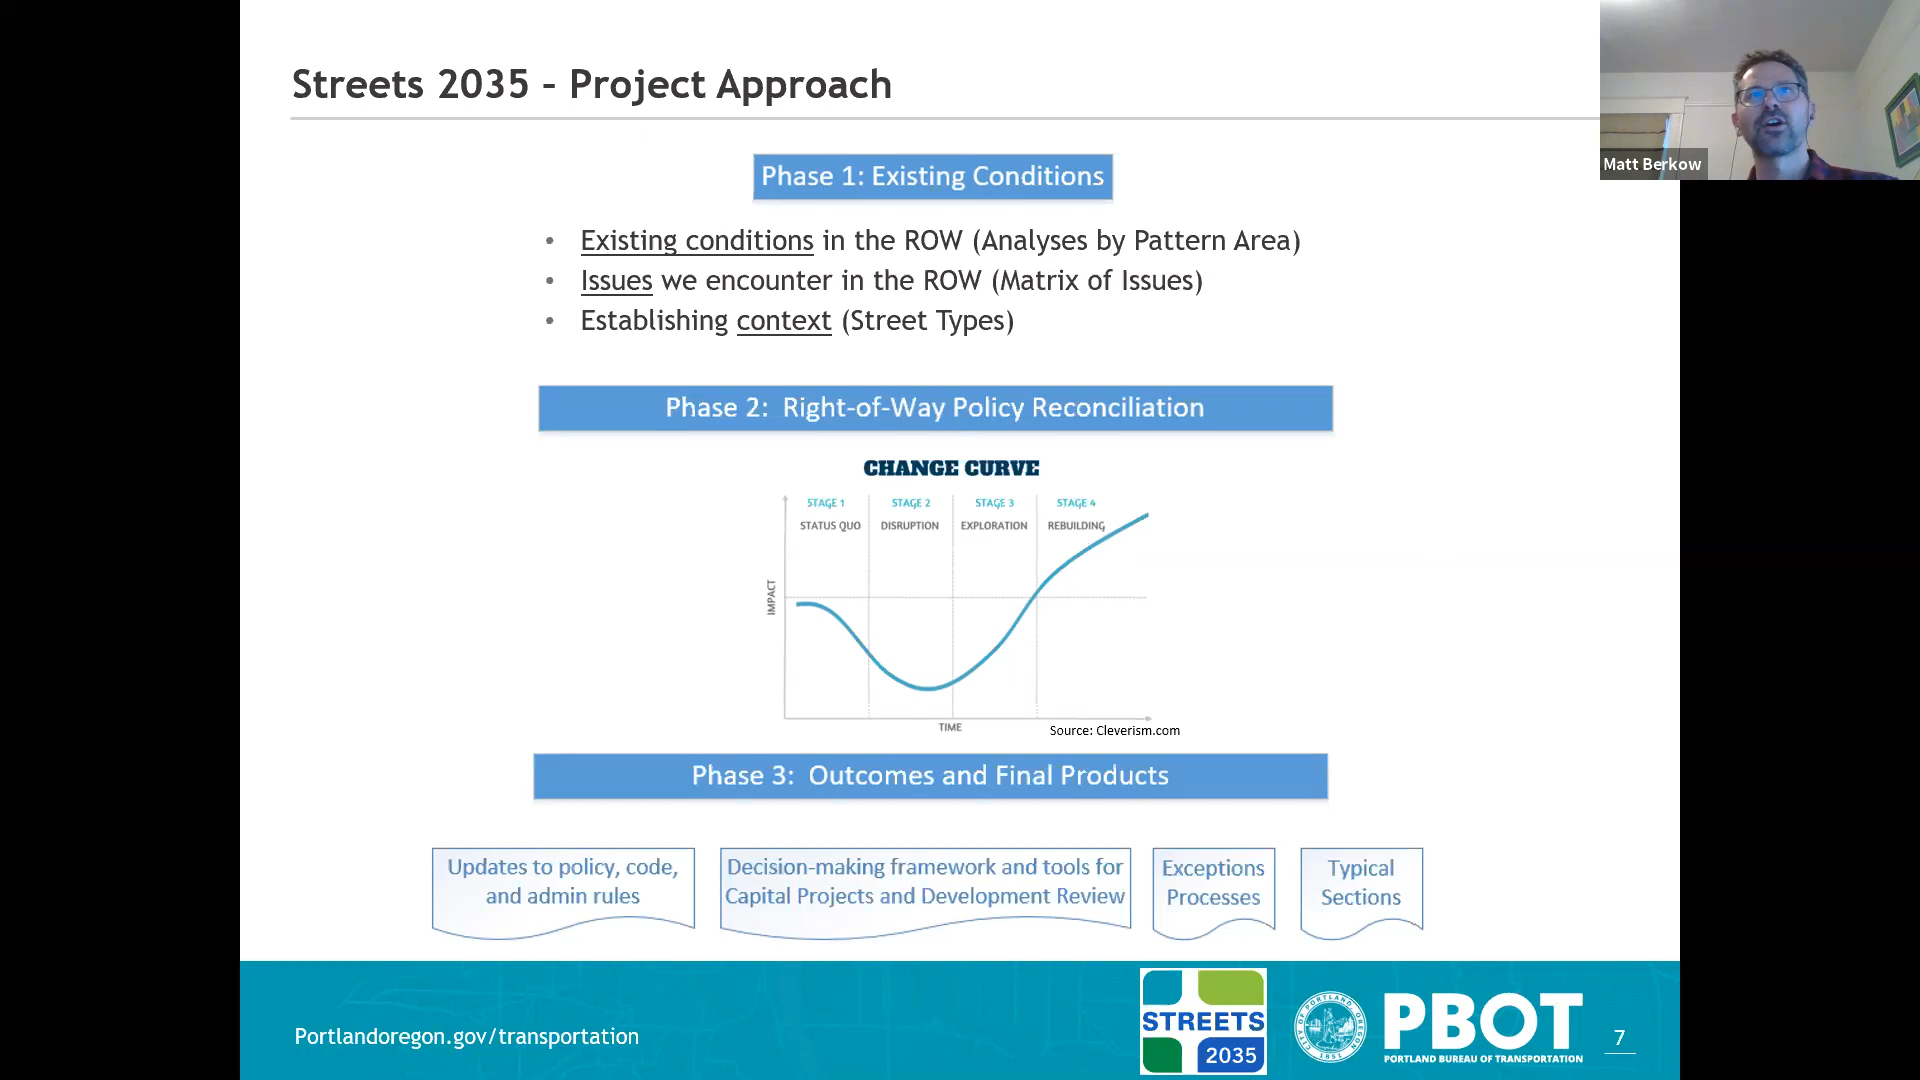 Streets 2035 – Project Approach
Matt Berkow
Phase 1: Existing Conditions
• Existing conditions in the ROW (Analyses by Pattern Area)
• Issues we encounter in the ROW (Matrix of Issues)
• Establishing context (Street Types)
Phase 2: Right-of-Way Policy Reconciliation
CHANGE CURVE
STAGE 1 STAGE 2 STAGE 3 STAGE 4
STATUS QUO DISRUPTION EXPLORATION REBUILDING
IMPACT
TIME
Source: Cleverism.com
Phase 3: Outcomes and Final Products
Updates to policy, code,
and admin rules
Decision-making framework and tools for
Capital Projects and Development Review
Exceptions
Processes
Typical
Sections
Portlandoregon.gov/transportation
STREETS
2035
CITY OF PORTLAND, OREGON
1851
PBOT
PORTLAND BUREAU OF TRANSPORTATION
7